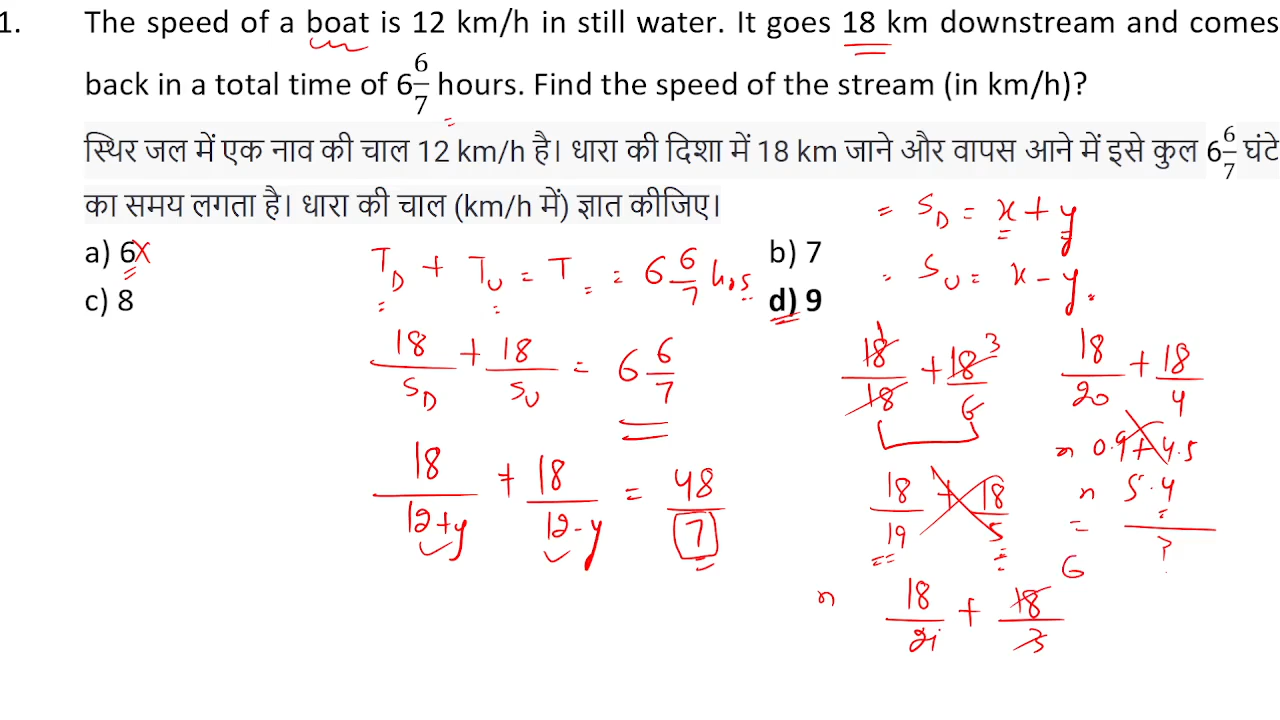 1. The speed of a boat is 12 km/h in still water. It goes 18 km downstream and comes
back in a total time of 6 6/7 hours. Find the speed of the stream (in km/h)?
स्थिर जल में एक नाव की चाल 12 km/h है। धारा की दिशा में 18 km जाने और वापस आने में इसे कुल 6 6/7 घंटे
का समय लगता है। धारा की चाल (km/h में) ज्ञात कीजिए।
= S_D = x + y
a) 6 x
b) 7
T_D + T_U = T = 6 6/7 hrs
S_U = x - y
c) 8
d) 9
18/S_D + 18/S_U = 6 6/7
18/18 + 18/6
1 3
18/20 + 18/4
0.9 + 4.5
18/(12+y) + 18/(12-y) = 48/7
18/19 + 18/5
5.4
= ?
6
18/21 + 18/3